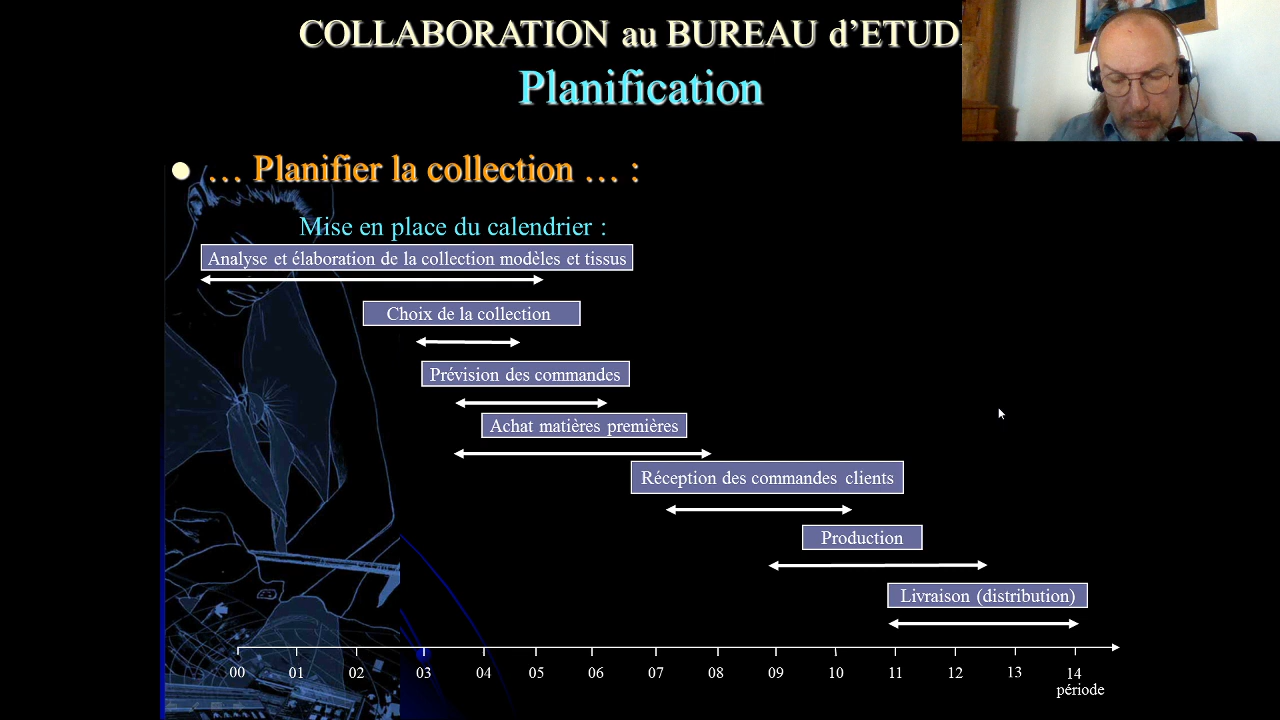 COLLABORATION au BUREAU d’ETUD
Planification
… Planifier la collection … :
Mise en place du calendrier :
Analyse et élaboration de la collection modèles et tissus
Choix de la collection
Prévision des commandes
Achat matières premières
Réception des commandes clients
Production
Livraison (distribution)
00 01 02 03 04 05 06 07 08 09 10 11 12 13 14
période